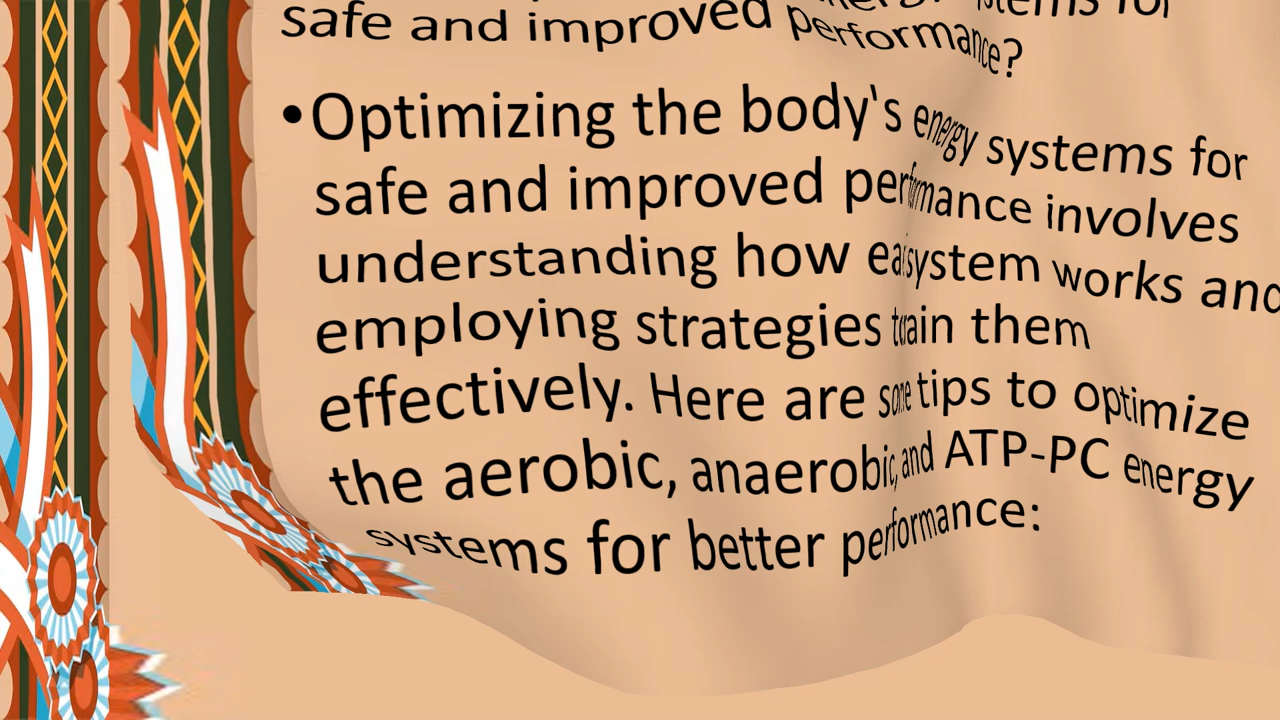 for
safe and improved performance?
•Optimizing the body's energy systems for
safe and improved performance involves
understanding how system works and
employing strategies train them
effectively. Here are some tips to optimize
the aerobic, anaerobic, and ATP-PC energy
systems for better performance: